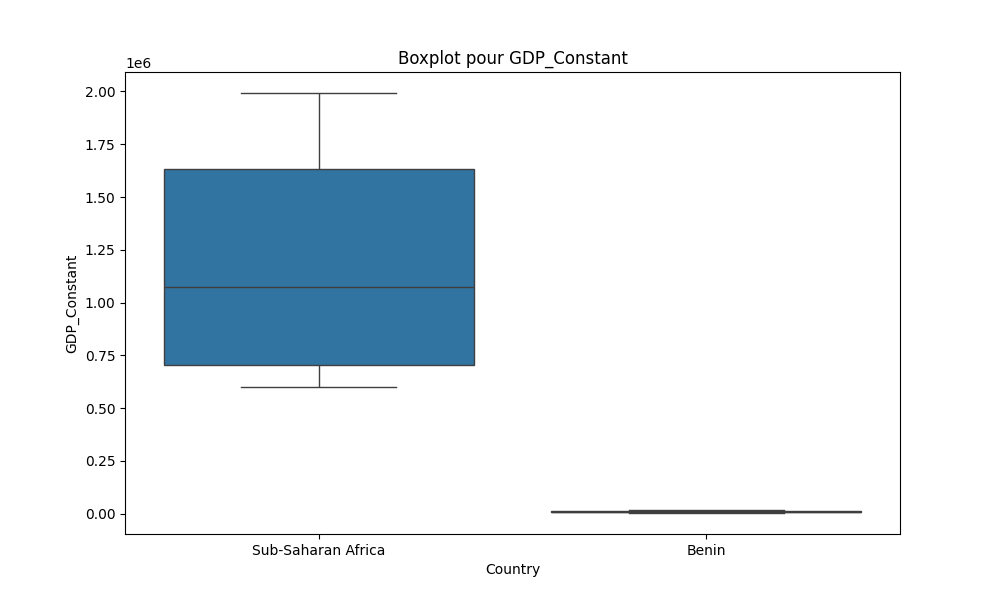 Boxplot pour GDP_Constant
1e6
2.00
1.75
1.50
1.25
1.00
0.75
0.50
0.25
0.00
GDP_Constant
Sub-Saharan Africa
Benin
Country